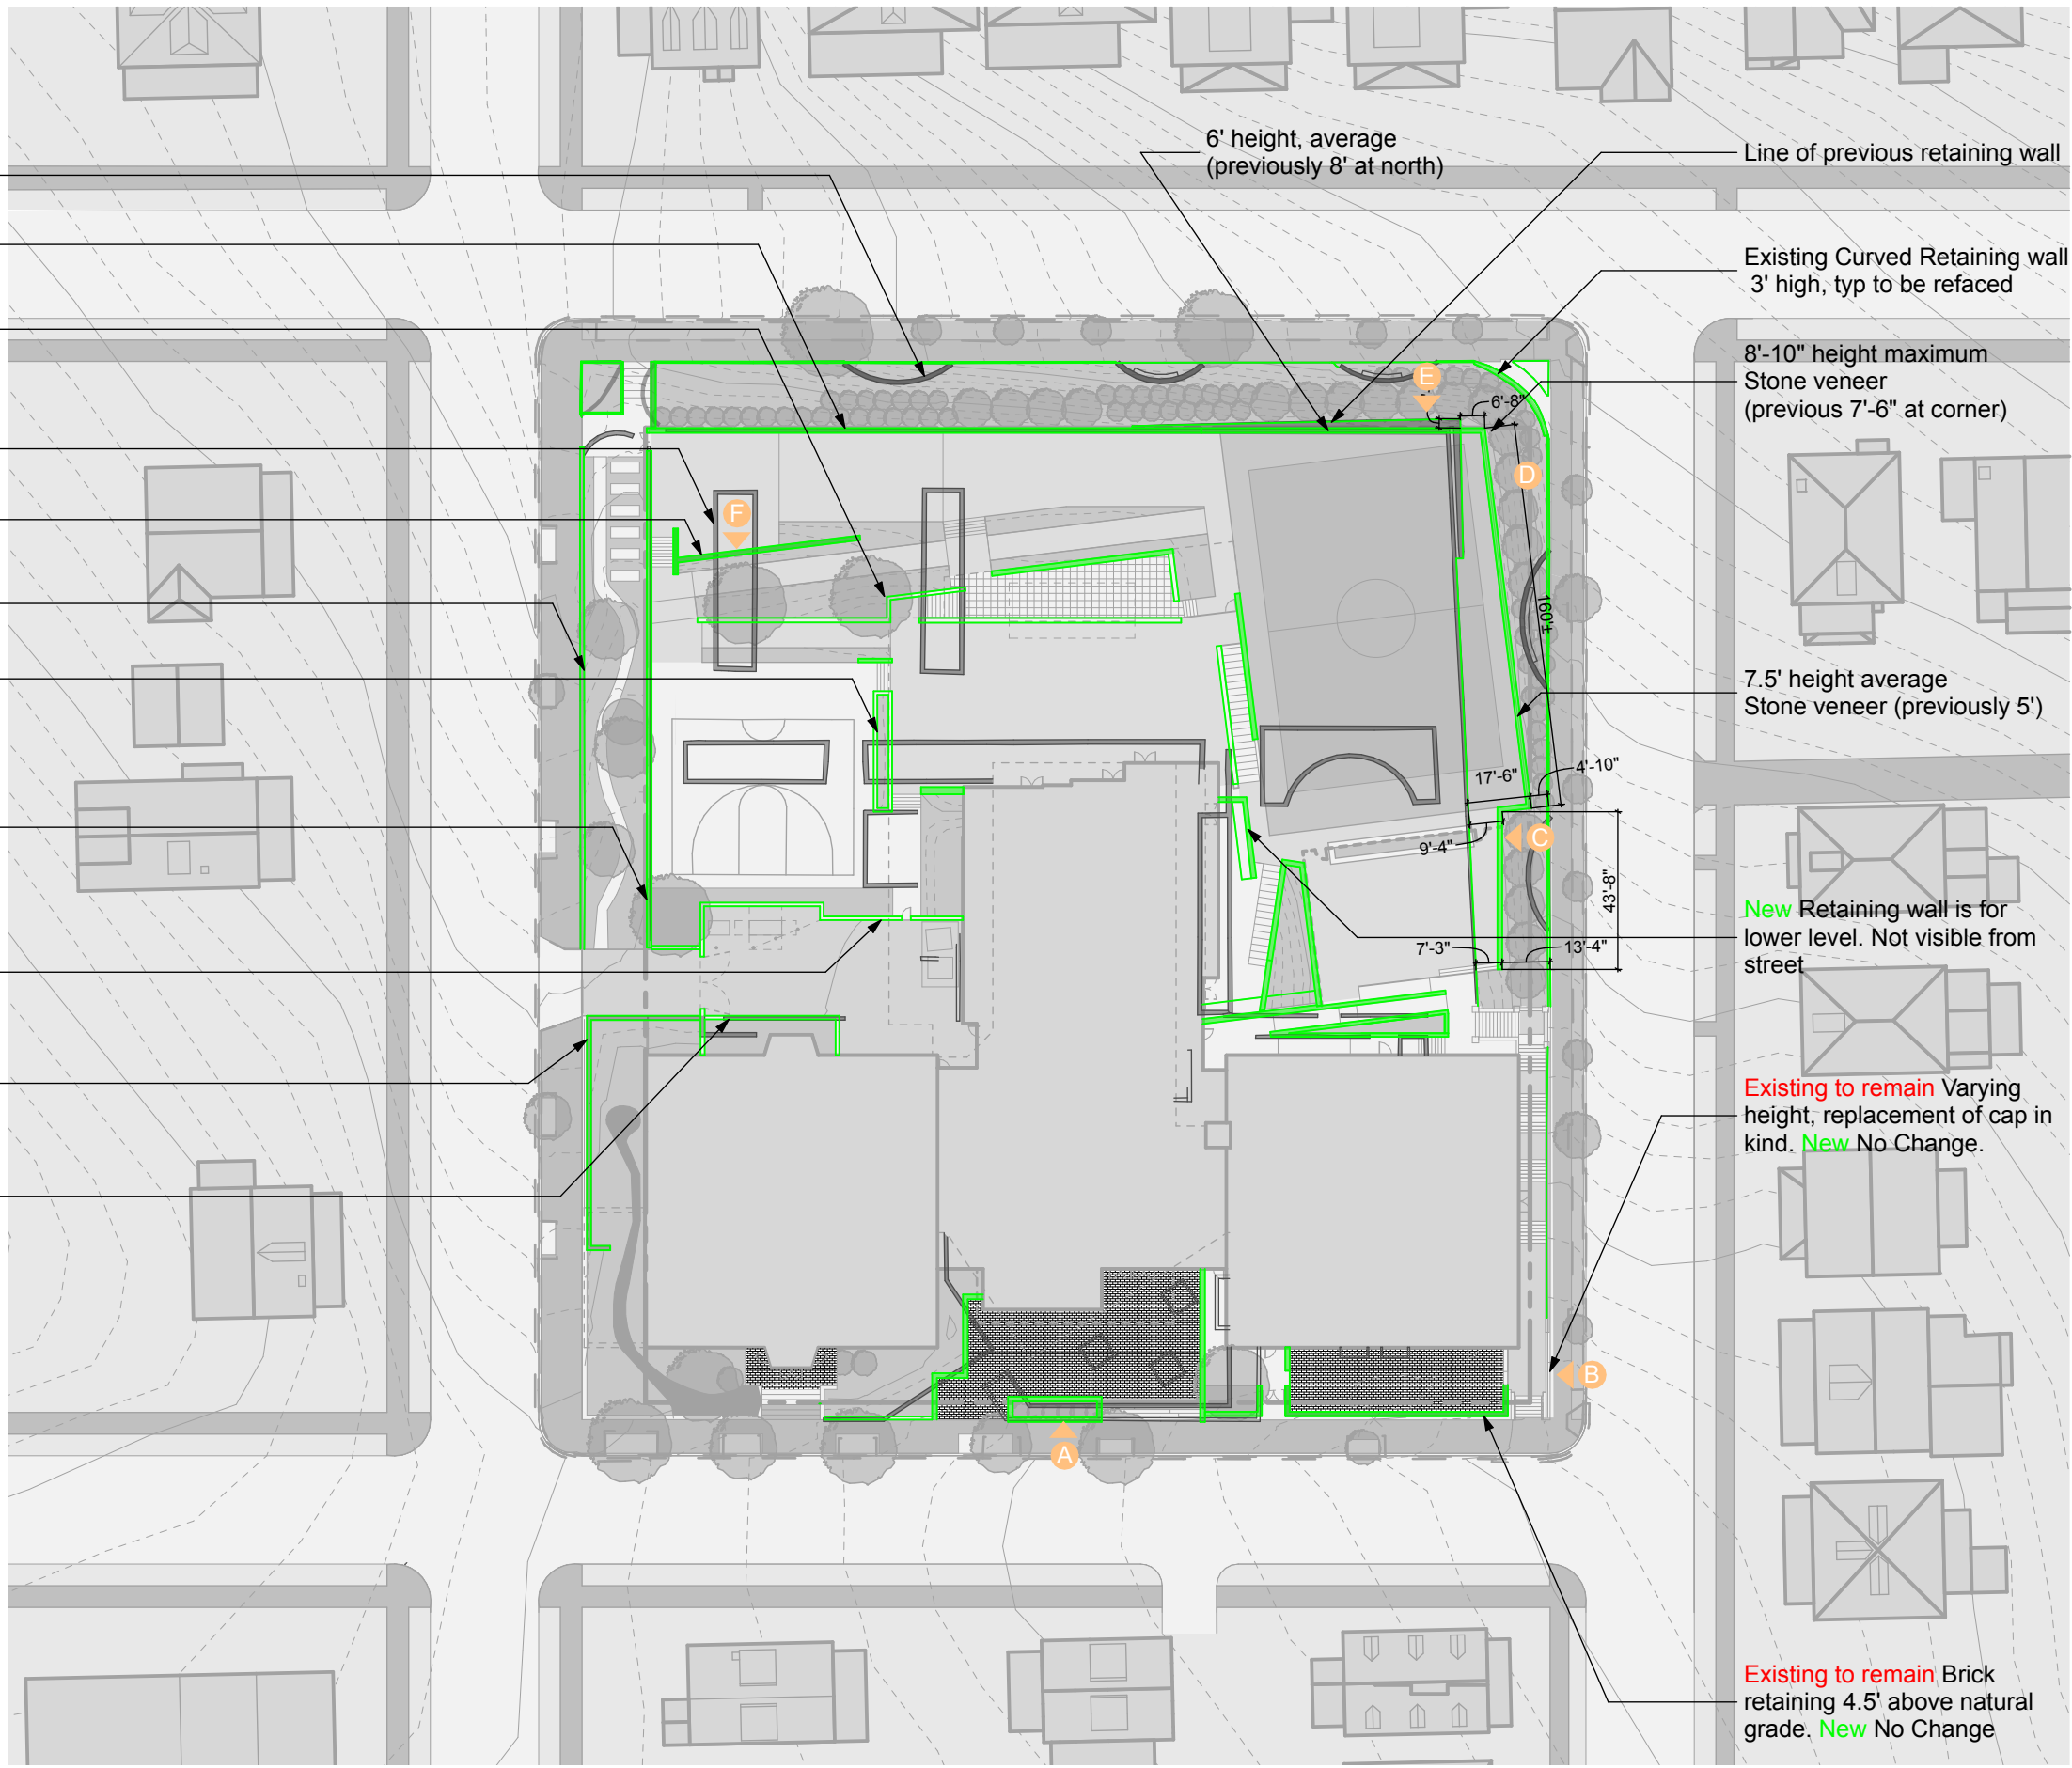 6' height, average
(previously 8' at north)
Line of previous retaining wall
Existing Curved Retaining wall
3' high, typ to be refaced
8'-10" height maximum
Stone veneer
(previous 7'-6" at corner)
E
6'-8"
D
F
160'±
7.5' height average
Stone veneer (previously 5')
17'-6"
4'-10"
C
9'-4"
43'-8"
New Retaining wall is for
lower level. Not visible from
street
7'-3"
13'-4"
Existing to remain Varying
height, replacement of cap in
kind. New No Change.
B
A
Existing to remain Brick
retaining 4.5' above natural
grade. New No Change